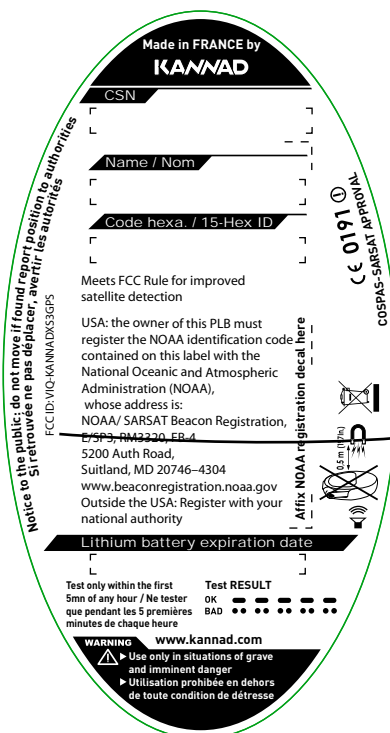 Made in FRANCE by
KANNAD
CSN
Name / Nom
Code hexa. / 15-Hex ID
Meets FCC Rule for improved
satellite detection
USA: the owner of this PLB must
register the NOAA identification code
contained on this label with the
National Oceanic and Atmospheric
Administration (NOAA),
whose address is:
NOAA/ SARSAT Beacon Registration,
E/SP3, RM3320, FB-4
5200 Auth Road,
Suitland, MD 20746–4304
www.beaconregistration.noaa.gov
Outside the USA: Register with your
national authority
Affix NOAA registration decal here
Notice to the public: do not move if found report position to authorities
Si retrouvée ne pas déplacer, avertir les autorités
FCC ID: VIQ-KANNADXS3GPS
CE 0191
COSPAS-SARSAT APPROVAL
0.5 m (1.7 in.)
Lithium battery expiration date
Test only within the first
5mn of any hour / Ne tester
que pendant les 5 premières
minutes de chaque heure
Test RESULT
OK
BAD
WARNING
www.kannad.com
Use only in situations of grave
and imminent danger
Utilisation prohibée en dehors
de toute condition de détresse